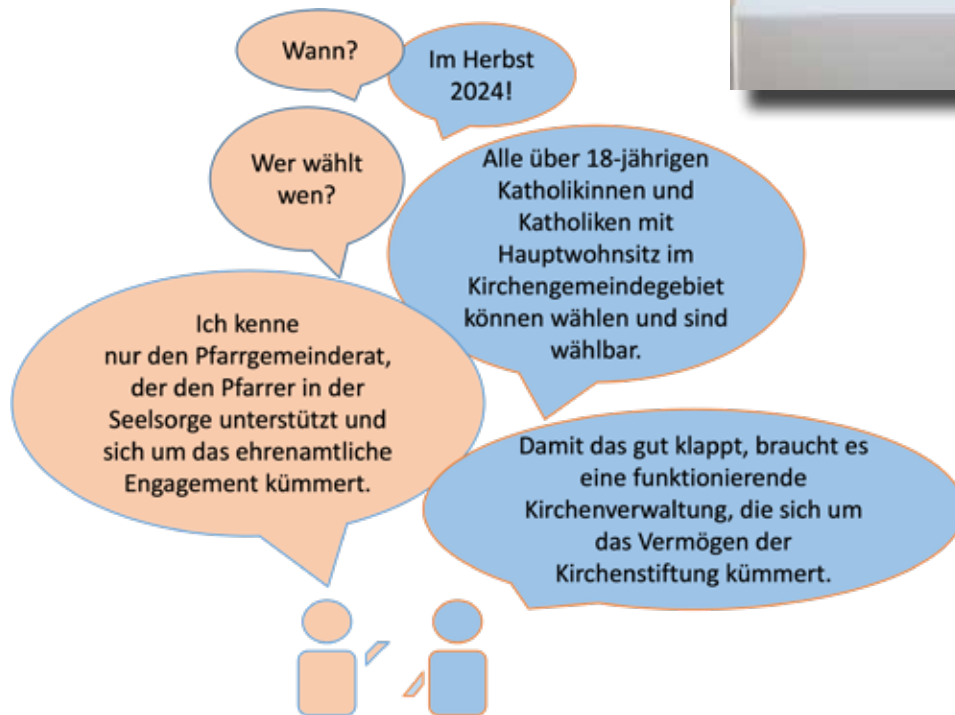 Wann?
Im Herbst
2024!
Wer wählt
wen?
Alle über 18-jährigen
Katholikinnen und
Katholiken mit
Hauptwohnsitz im
Kirchengemeindegebiet
können wählen und sind
wählbar.
Ich kenne
nur den Pfarrgemeinderat,
der den Pfarrer in der
Seelsorge unterstützt und
sich um das ehrenamtliche
Engagement kümmert.
Damit das gut klappt, braucht es
eine funktionierende
Kirchenverwaltung, die sich um
das Vermögen der
Kirchenstiftung kümmert.